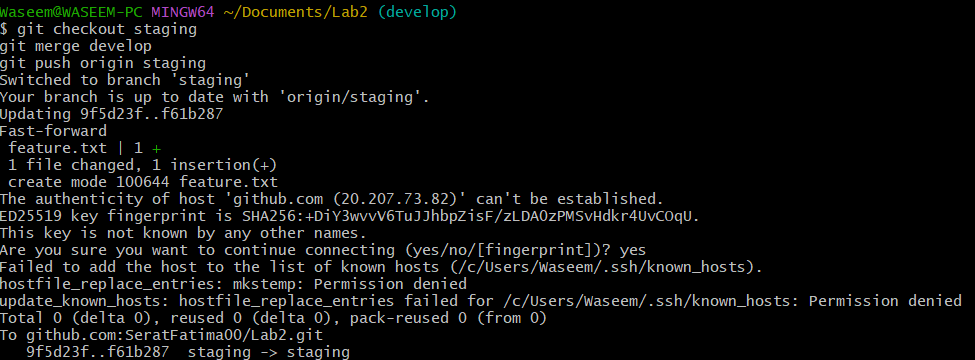 Waseem@WASEEM-PC MINGW64 ~/Documents/Lab2 (develop)
$ git checkout staging
git merge develop
git push origin staging
Switched to branch 'staging'
Your branch is up to date with 'origin/staging'.
Updating 9f5d23f..f61b287
Fast-forward
 feature.txt | 1 +
 1 file changed, 1 insertion(+)
 create mode 100644 feature.txt
The authenticity of host 'github.com (20.207.73.82)' can't be established.
ED25519 key fingerprint is SHA256:+DiY3wvvV6TuJJhbpZisF/zLDA0zPMSvHdkr4UvCOqU.
This key is not known by any other names.
Are you sure you want to continue connecting (yes/no/[fingerprint])? yes
Failed to add the host to the list of known hosts (/c/Users/Waseem/.ssh/known_hosts).
hostfile_replace_entries: mkstemp: Permission denied
update_known_hosts: hostfile_replace_entries failed for /c/Users/Waseem/.ssh/known_hosts: Permission denied
Total 0 (delta 0), reused 0 (delta 0), pack-reused 0 (from 0)
To github.com:SeratFatima00/Lab2.git
   9f5d23f..f61b287  staging -> staging